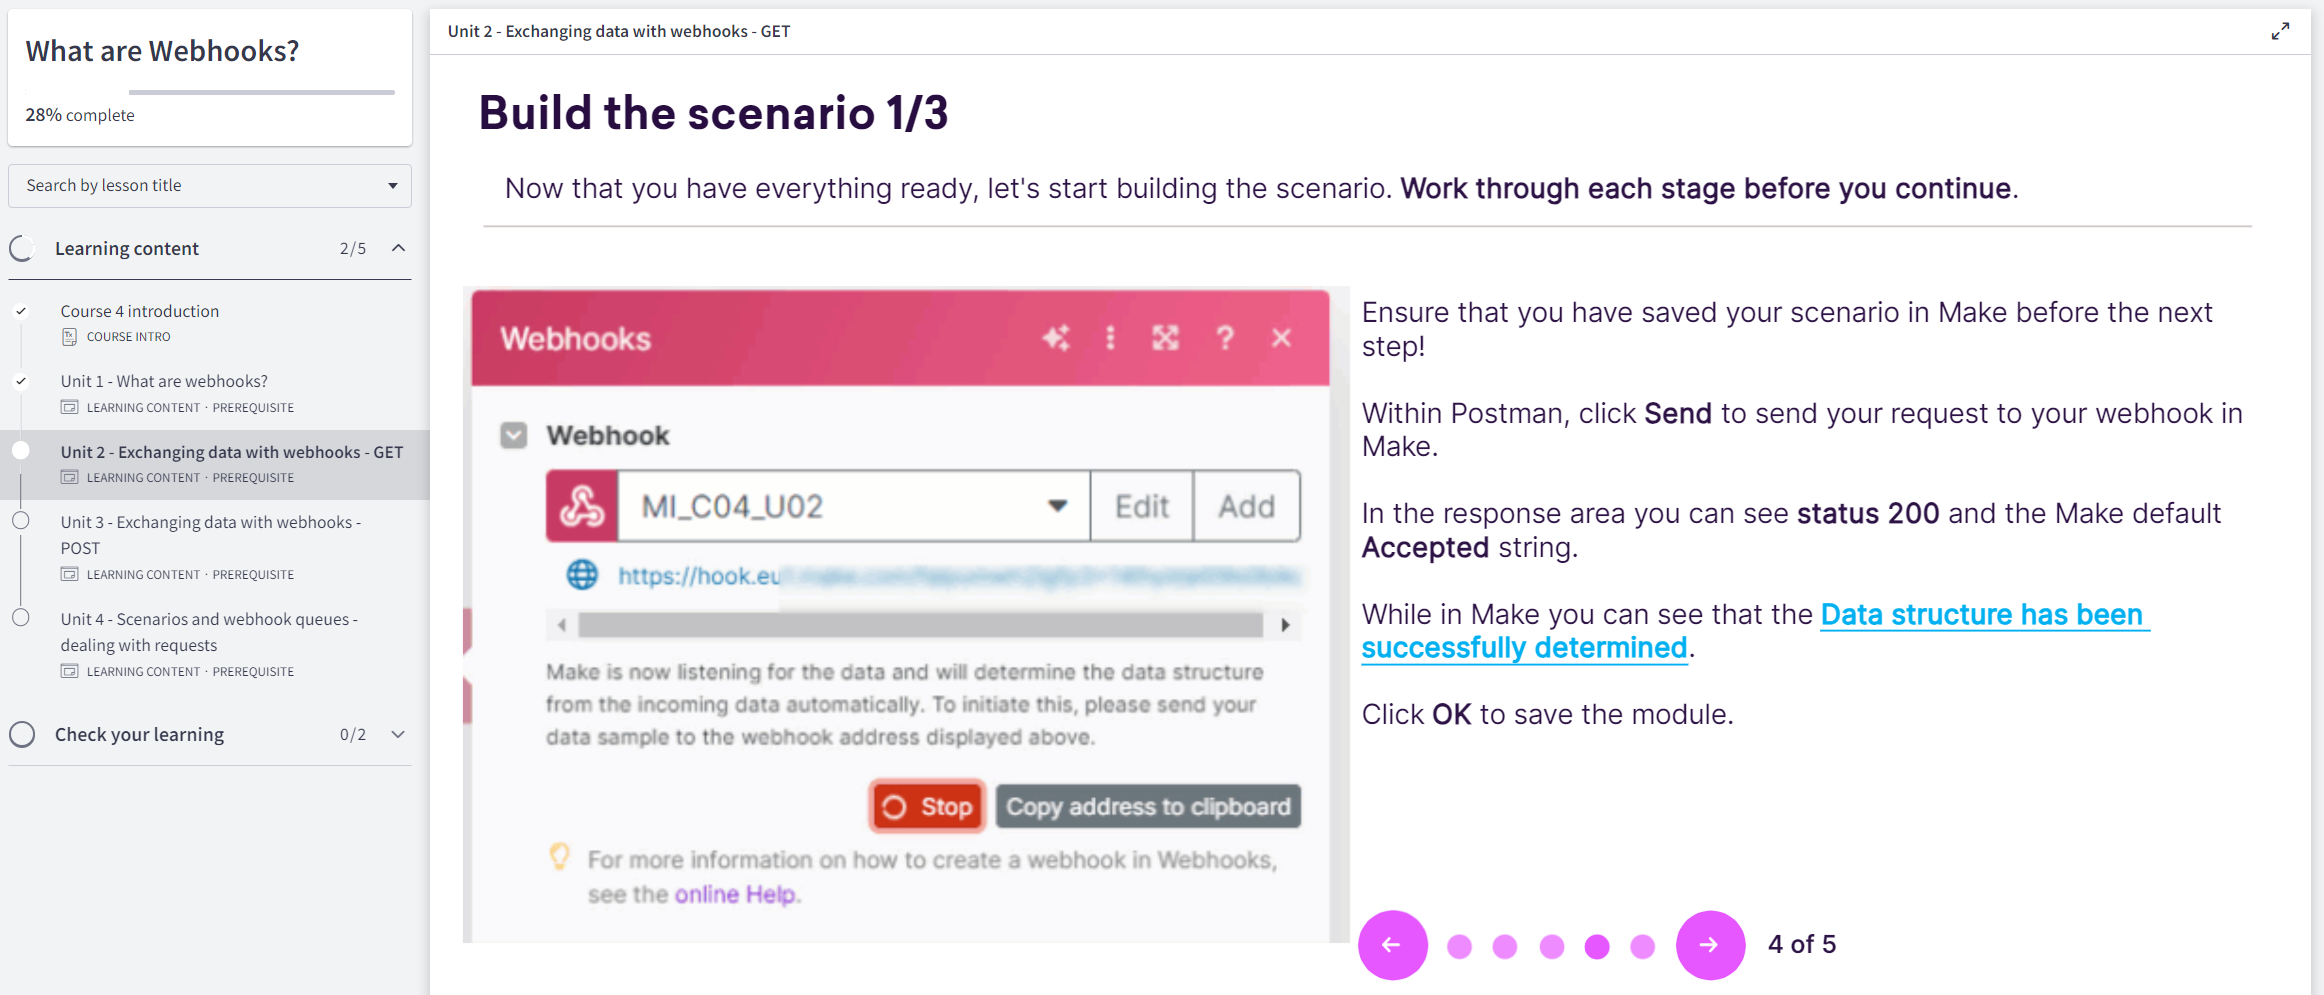 What are Webhooks?
28% complete
Search by lesson title
Learning content 2/5
Course 4 introduction
COURSE INTRO
Unit 1 - What are webhooks?
LEARNING CONTENT · PREREQUISITE
Unit 2 - Exchanging data with webhooks - GET
LEARNING CONTENT · PREREQUISITE
Unit 3 - Exchanging data with webhooks -
POST
LEARNING CONTENT · PREREQUISITE
Unit 4 - Scenarios and webhook queues -
dealing with requests
LEARNING CONTENT · PREREQUISITE
Check your learning 0/2
Unit 2 - Exchanging data with webhooks - GET
Build the scenario 1/3
Now that you have everything ready, let's start building the scenario. Work through each stage before you continue.
Webhooks ?
Webhook
MI_C04_U02 Edit Add
https://hook.eu
Make is now listening for the data and will determine the data structure
from the incoming data automatically. To initiate this, please send your
data sample to the webhook address displayed above.
Stop Copy address to clipboard
For more information on how to create a webhook in Webhooks,
see the online Help.
Ensure that you have saved your scenario in Make before the next
step!
Within Postman, click Send to send your request to your webhook in
Make.
In the response area you can see status 200 and the Make default
Accepted string.
While in Make you can see that the Data structure has been
successfully determined.
Click OK to save the module.
4 of 5